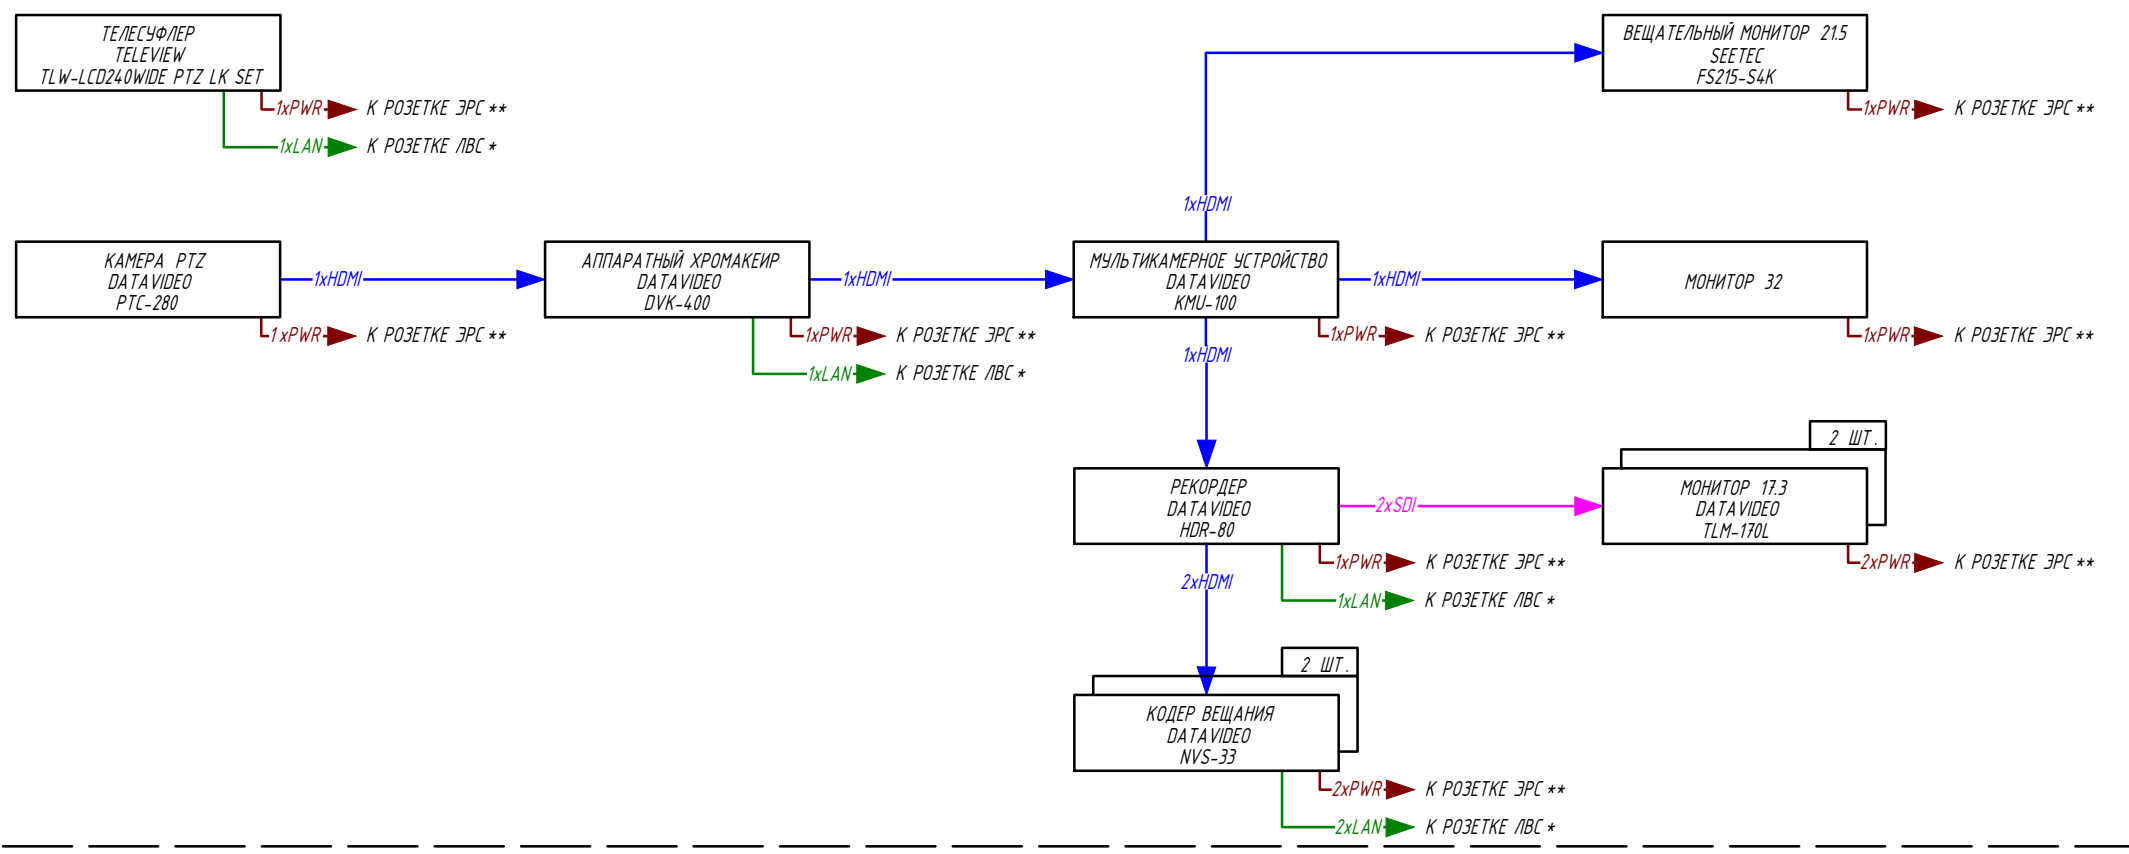 ТЕЛЕСУФЛЕР
TELEVIEW
TLW-LCD240WIDE PTZ LK SET
1xPWR
К РОЗЕТКЕ ЭРС **
1xLAN
К РОЗЕТКЕ ЛВС *
ВЕЩАТЕЛЬНЫЙ МОНИТОР 21.5
SEETEC
FS215-S4K
1xPWR
К РОЗЕТКЕ ЭРС **
1xHDMI
КАМЕРА PTZ
DATAVIDEO
PTC-280
1xHDMI
1xPWR
К РОЗЕТКЕ ЭРС **
АППАРАТНЫЙ ХРОМАКЕИР
DATAVIDEO
DVK-400
1xHDMI
1xPWR
К РОЗЕТКЕ ЭРС **
1xLAN
К РОЗЕТКЕ ЛВС *
МУЛЬТИКАМЕРНОЕ УСТРОЙСТВО
DATAVIDEO
KMU-100
1xHDMI
1xPWR
К РОЗЕТКЕ ЭРС **
1xHDMI
МОНИТОР 32
1xPWR
К РОЗЕТКЕ ЭРС **
РЕКОРДЕР
DATAVIDEO
HDR-80
2xSDI
1xPWR
К РОЗЕТКЕ ЭРС **
1xLAN
К РОЗЕТКЕ ЛВС *
2xHDMI
2 ШТ.
МОНИТОР 17.3
DATAVIDEO
TLM-170L
2xPWR
К РОЗЕТКЕ ЭРС **
2 ШТ.
КОДЕР ВЕЩАНИЯ
DATAVIDEO
NVS-33
2xPWR
К РОЗЕТКЕ ЭРС **
2xLAN
К РОЗЕТКЕ ЛВС *